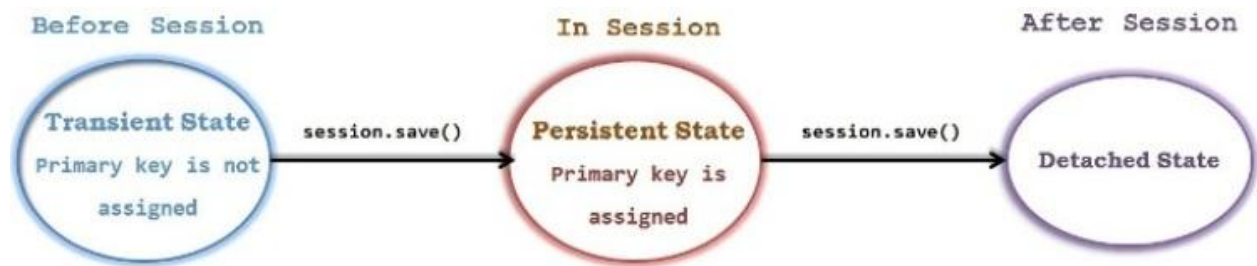 Before Session
In Session
After Session
Transient State
Primary key is not
assigned
session.save()
Persistent State
Primary key is
assigned
session.save()
Detached State